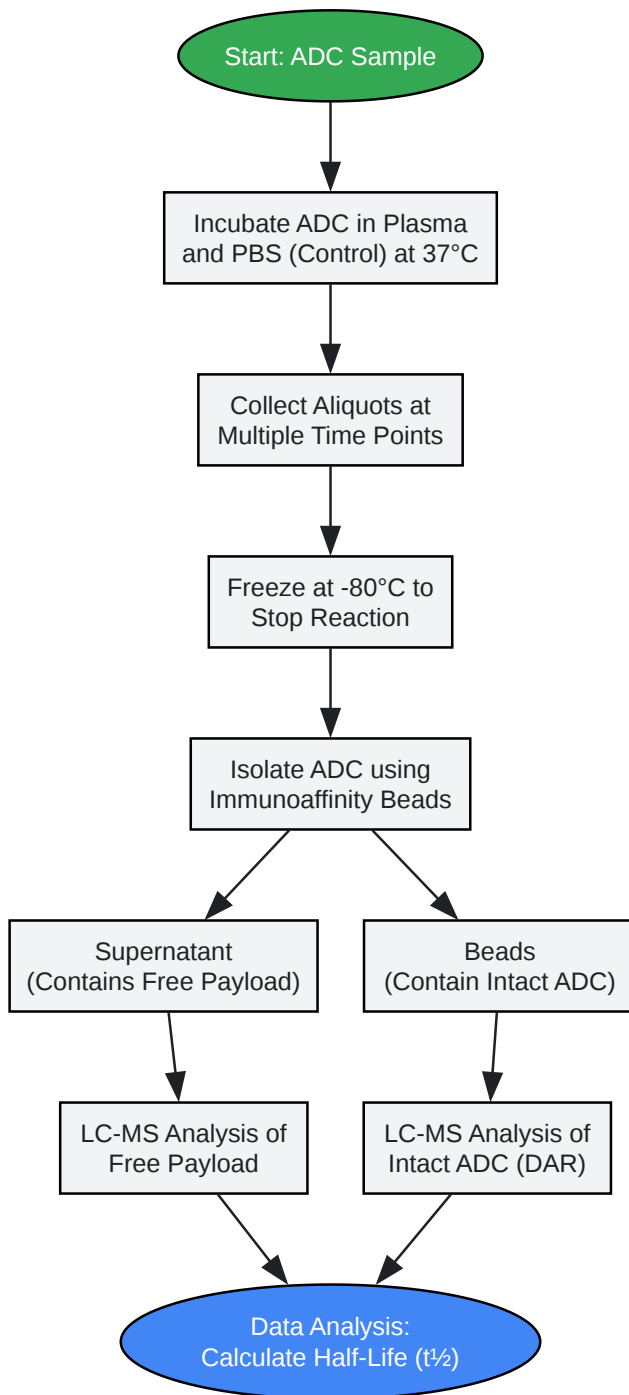 Start: ADC Sample
Incubate ADC in Plasma
and PBS (Control) at 37°C
Collect Aliquots at
Multiple Time Points
Freeze at -80°C to
Stop Reaction
Isolate ADC using
Immunoaffinity Beads
Supernatant
(Contains Free Payload)
Beads
(Contain Intact ADC)
LC-MS Analysis of
Free Payload
LC-MS Analysis of
Intact ADC (DAR)
Data Analysis:
Calculate Half-Life (t½)